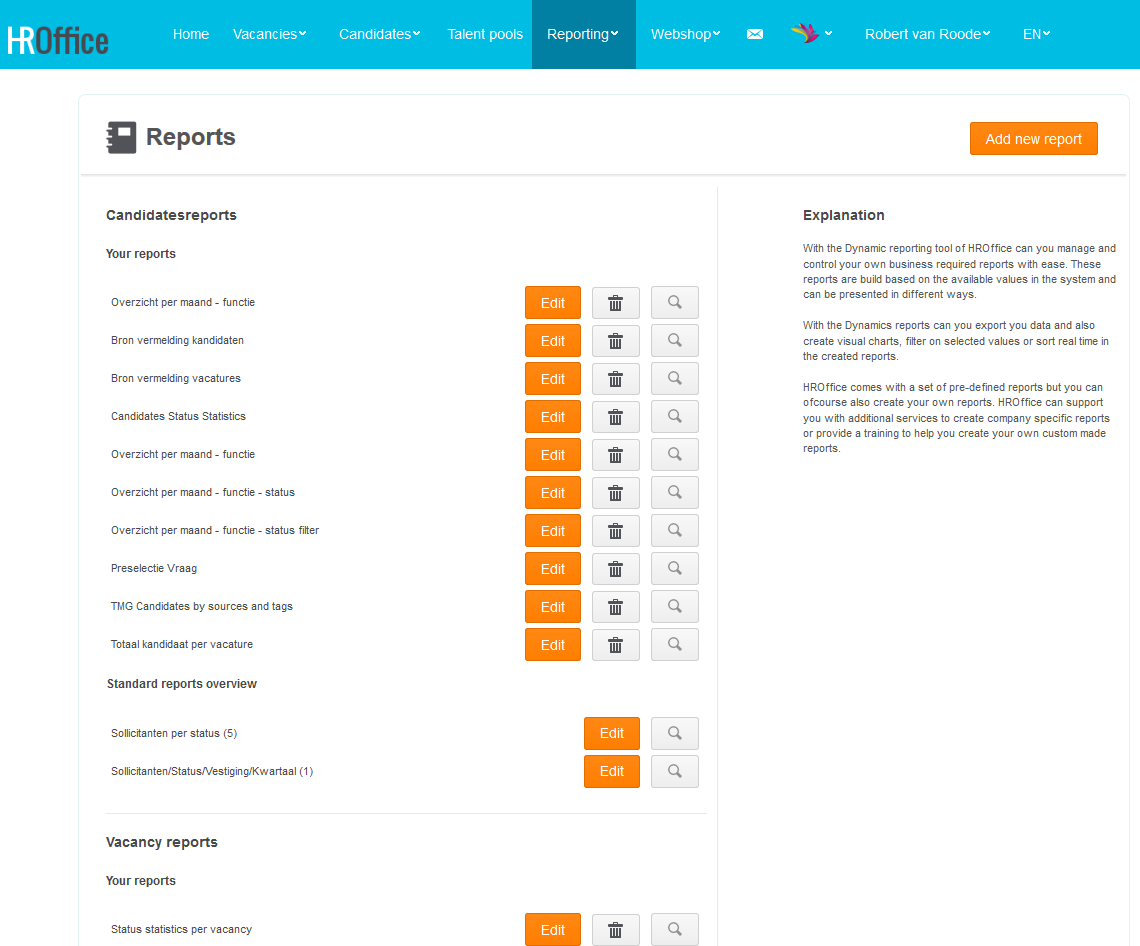 HROffice
Home Vacancies Candidates Talent pools Reporting Webshop Robert van Roode EN
Reports
Add new report
Candidatesreports
Your reports
Overzicht per maand - functie Edit
Bron vermelding kandidaten Edit
Bron vermelding vacatures Edit
Candidates Status Statistics Edit
Overzicht per maand - functie Edit
Overzicht per maand - functie - status Edit
Overzicht per maand - functie - status filter Edit
Preselectie Vraag Edit
TMG Candidates by sources and tags Edit
Totaal kandidaat per vacature Edit
Standard reports overview
Sollicitanten per status (5) Edit
Sollicitanten/Status/Vestiging/Kwartaal (1) Edit
Vacancy reports
Your reports
Status statistics per vacancy Edit
Explanation
With the Dynamic reporting tool of HROffice can you manage and
control your own business required reports with ease. These
reports are build based on the available values in the system and
can be presented in different ways.
With the Dynamics reports can you export you data and also
create visual charts, filter on selected values or sort real time in
the created reports.
HROffice comes with a set of pre-defined reports but you can
ofcourse also create your own reports. HROffice can support
you with additional services to create company specific reports
or provide a training to help you create your own custom made
reports.